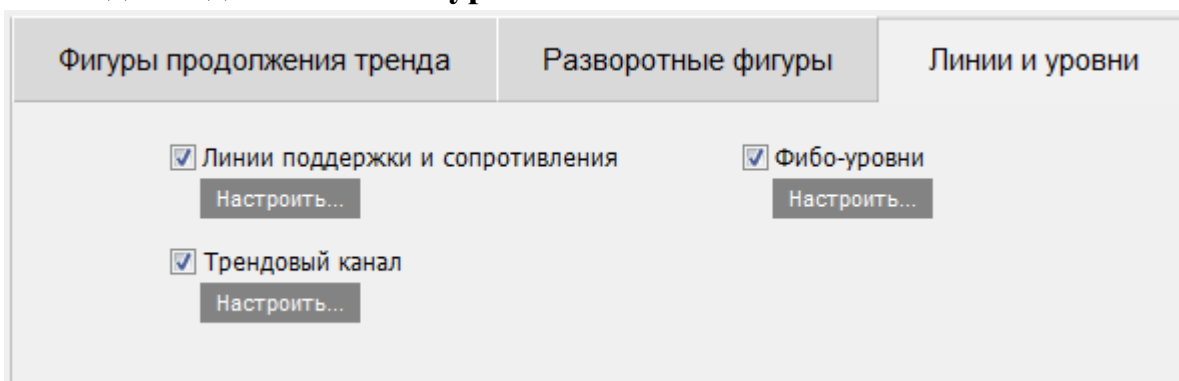 Фигуры продолжения тренда
Разворотные фигуры
Линии и уровни
Линии поддержки и сопротивления
Фибо-уровни
Настроить...
Настроить...
Трендовый канал
Настроить...